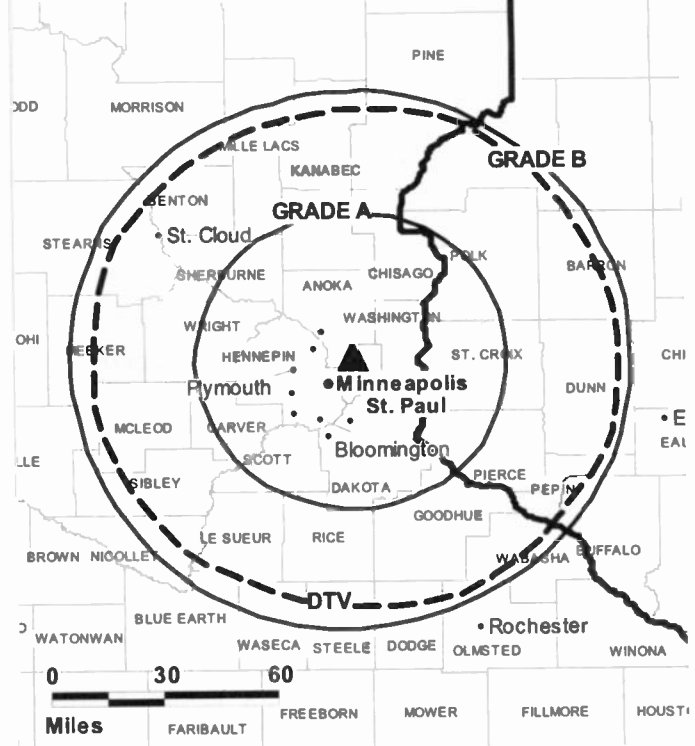 PINE
ODD
MORRISON
MILLE LACS
KANABEC
GRADE B
BENTON
GRADE A
STEARNS
St. Cloud
POLK
BARRON
SHERBURNE
ANOKA
CHISAGO
WRIGHT
WASHINGTON
OHI
MEEKER
HENNEPIN
ST. CROIX
CHI
Minneapolis
Plymouth
DUNN
St. Paul
E
MCLEOD
CARVER
EAU
Bloomington
LLE
SCOTT
SIBLEY
DAKOTA
PIERCE
PEPIN
GOODHUE
LE SUEUR
RICE
BROWN
NICOLLET
WABASHA
BUFFALO
DTV
BLUE EARTH
Rochester
WATONWAN
WASECA
STEELE
DODGE
OLMSTED
WINONA
0 30 60
Miles
FARIBAULT
FREEBORN
MOWER
FILLMORE
HOUST